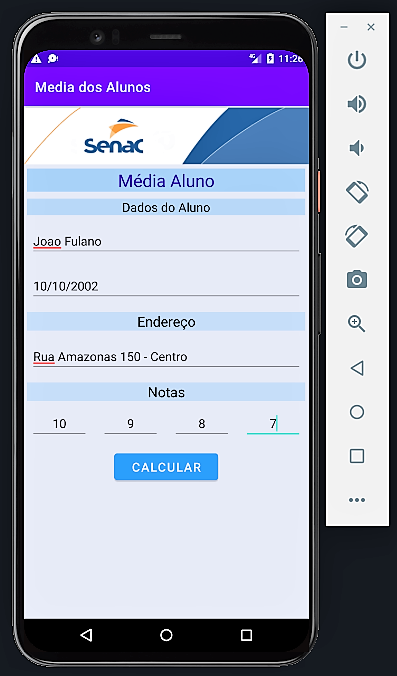 4G 11:26
Media dos Alunos
Senac
Média Aluno
Dados do Aluno
Joao Fulano
10/10/2002
Endereço
Rua Amazonas 150 - Centro
Notas
10 9 8 7
CALCULAR